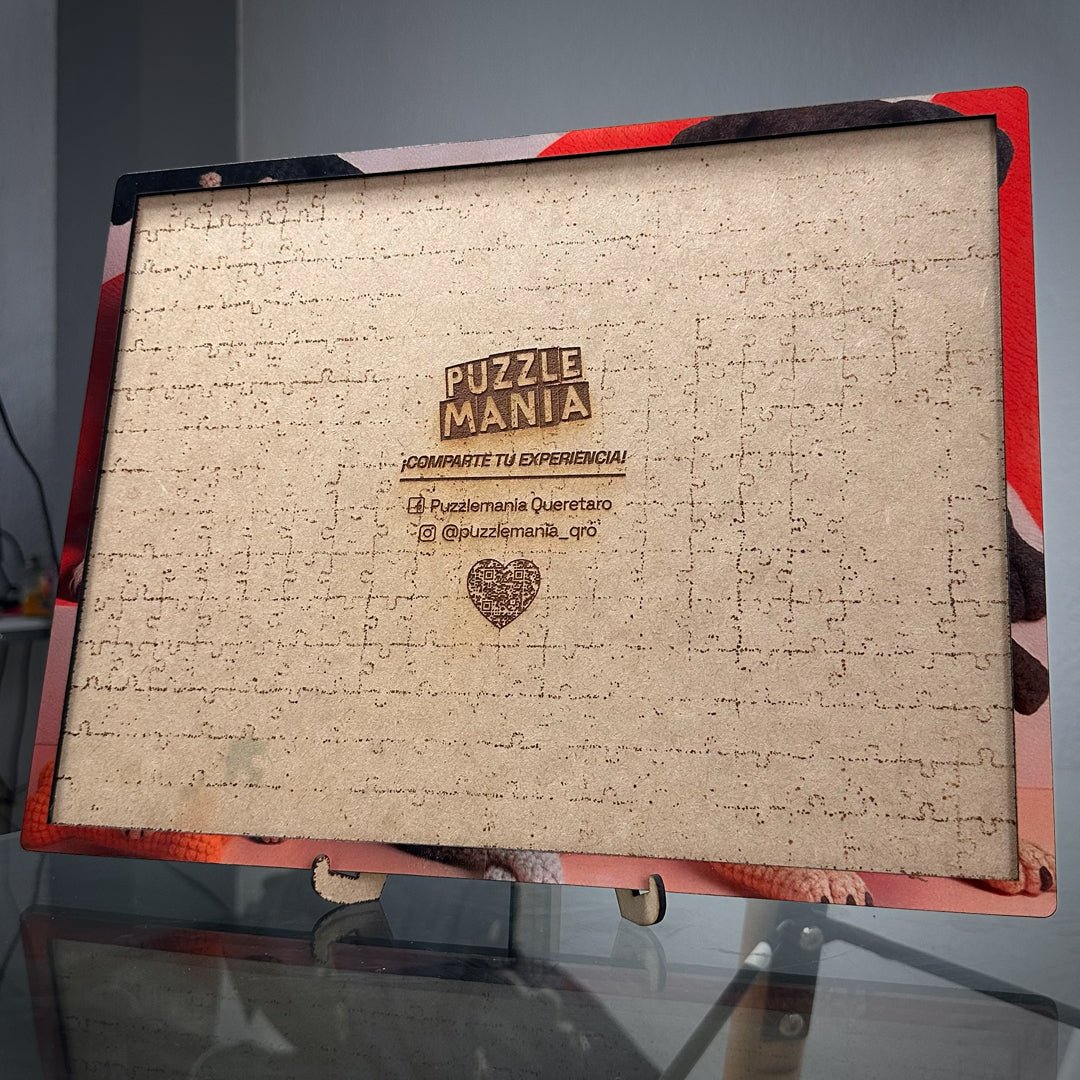 PUZZLE
MANIA
¡COMPARTE TU EXPERIENCIA!
Puzzlemania Queretaro
@puzzlemania_qro